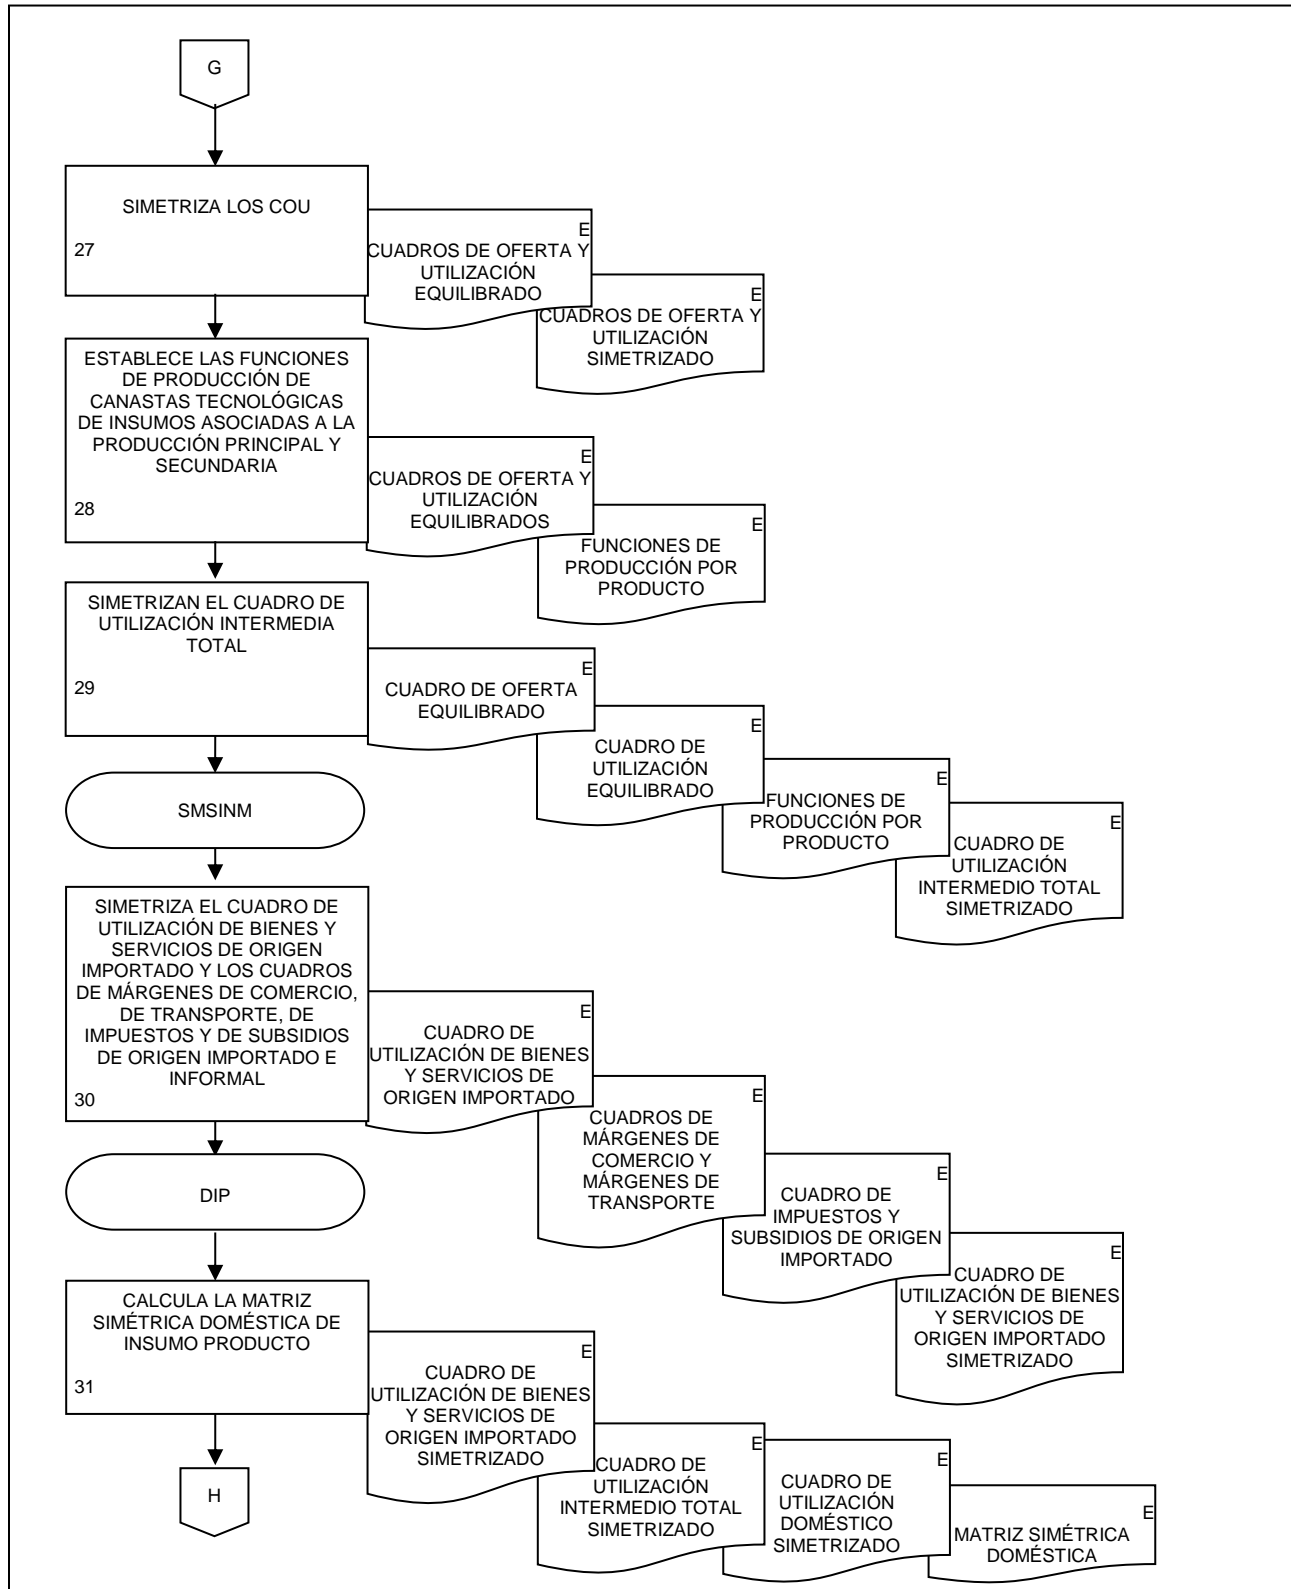 G
SIMETRIZA LOS COU
27
E
CUADROS DE OFERTA Y
UTILIZACIÓN
EQUILIBRADO
E
CUADROS DE OFERTA Y
UTILIZACIÓN
SIMETRIZADO
ESTABLECE LAS FUNCIONES
DE PRODUCCIÓN DE
CANASTAS TECNOLÓGICAS
DE INSUMOS ASOCIADAS A LA
PRODUCCIÓN PRINCIPAL Y
SECUNDARIA
28
E
CUADROS DE OFERTA Y
UTILIZACIÓN
EQUILIBRADOS
E
FUNCIONES DE
PRODUCCIÓN POR
PRODUCTO
SIMETRIZAN EL CUADRO DE
UTILIZACIÓN INTERMEDIA
TOTAL
29
E
CUADRO DE OFERTA
EQUILIBRADO
E
CUADRO DE
UTILIZACIÓN
EQUILIBRADO
E
FUNCIONES DE
PRODUCCIÓN POR
PRODUCTO
E
CUADRO DE
UTILIZACIÓN
INTERMEDIO TOTAL
SIMETRIZADO
SMSINM
SIMETRIZA EL CUADRO DE
UTILIZACIÓN DE BIENES Y
SERVICIOS DE ORIGEN
IMPORTADO Y LOS CUADROS
DE MÁRGENES DE COMERCIO,
DE TRANSPORTE, DE
IMPUESTOS Y DE SUBSIDIOS
DE ORIGEN IMPORTADO E
INFORMAL
30
E
CUADRO DE
UTILIZACIÓN DE BIENES
Y SERVICIOS DE
ORIGEN IMPORTADO
E
CUADROS DE
MÁRGENES DE
COMERCIO Y
MÁRGENES DE
TRANSPORTE
E
CUADRO DE
IMPUESTOS Y
SUBSIDIOS DE ORIGEN
IMPORTADO
E
CUADRO DE
UTILIZACIÓN DE BIENES
Y SERVICIOS DE
ORIGEN IMPORTADO
SIMETRIZADO
DIP
CALCULA LA MATRIZ
SIMÉTRICA DOMÉSTICA DE
INSUMO PRODUCTO
31
E
CUADRO DE
UTILIZACIÓN DE BIENES
Y SERVICIOS DE
ORIGEN IMPORTADO
SIMETRIZADO
E
CUADRO DE
UTILIZACIÓN
INTERMEDIO TOTAL
SIMETRIZADO
E
CUADRO DE
UTILIZACIÓN
DOMÉSTICO
SIMETRIZADO
E
MATRIZ SIMÉTRICA
DOMÉSTICA
H